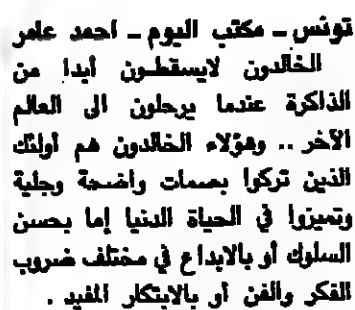 تونس - مكتب اليوم - احمد عامر
الخالدون لايسقطون أبدا من
الذاكرة عندما يرحلون الى العالم
الآخر .. وهؤلاء الخالدون هم أولئك
الذين تركوا بصمات واضحة وجلية
وتميزوا في الحياة الدنيا إما بحسن
السلوك أو بالابداع في مختلف ضروب
الفكر والفن أو بالابتكار المفيد .